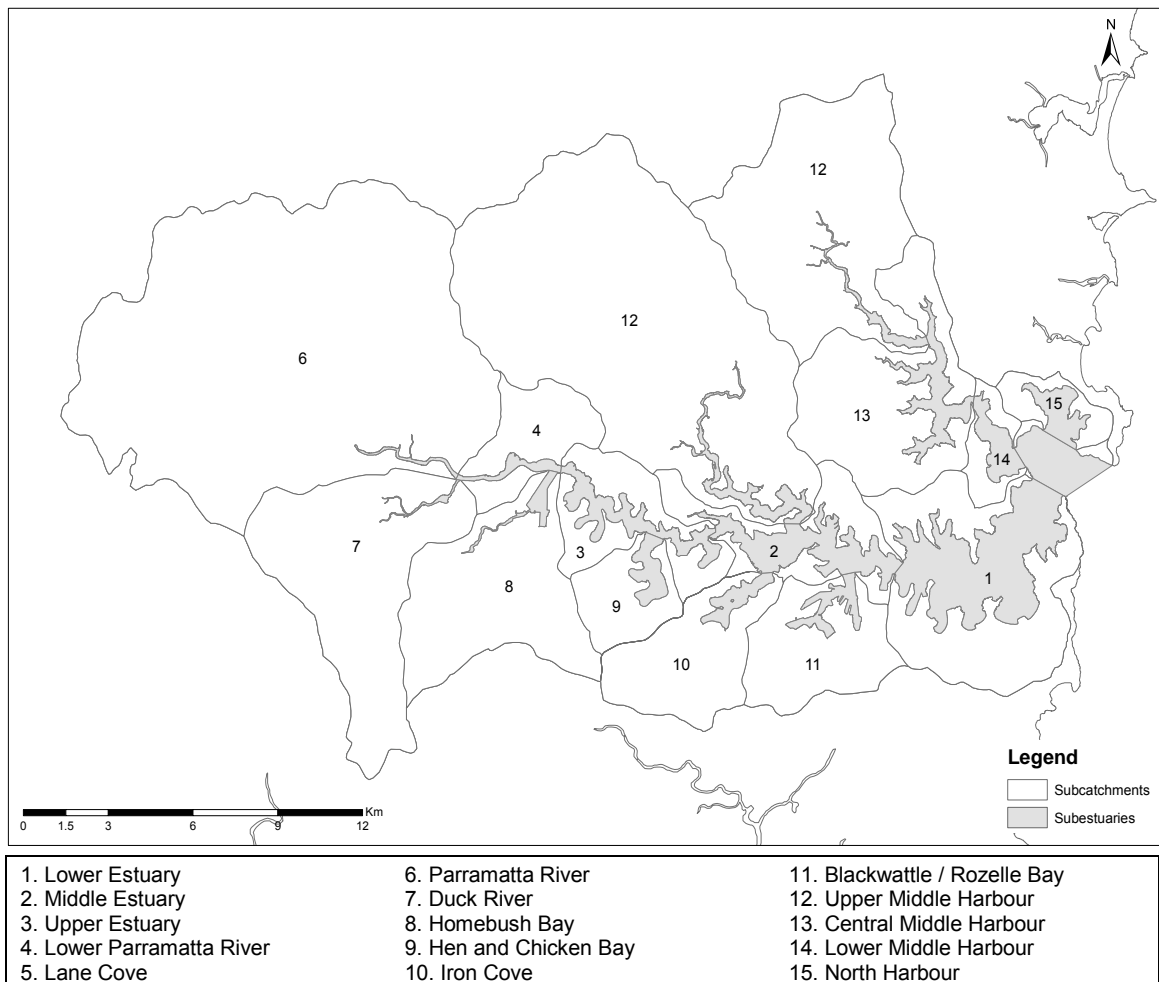 N
12
12
6
15
13
4
14
7
3
2
1
8
9
10
11
Legend
Subcatchments
Subestuaries
Km
0 1.5 3 6 9 12
1. Lower Estuary
2. Middle Estuary
3. Upper Estuary
4. Lower Parramatta River
5. Lane Cove
6. Parramatta River
7. Duck River
8. Homebush Bay
9. Hen and Chicken Bay
10. Iron Cove
11. Blackwattle / Rozelle Bay
12. Upper Middle Harbour
13. Central Middle Harbour
14. Lower Middle Harbour
15. North Harbour